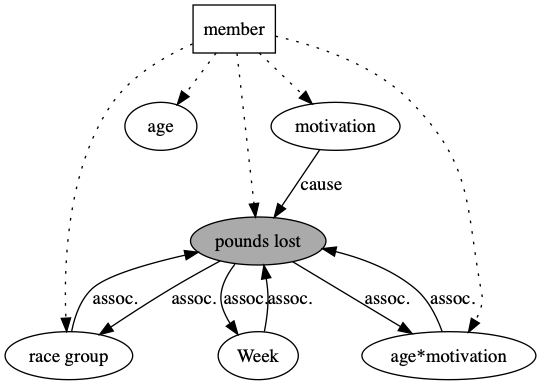 member
age
motivation
cause
pounds lost
assoc.
assoc.
assoc.
assoc.
assoc.
assoc.
race group
Week
age*motivation